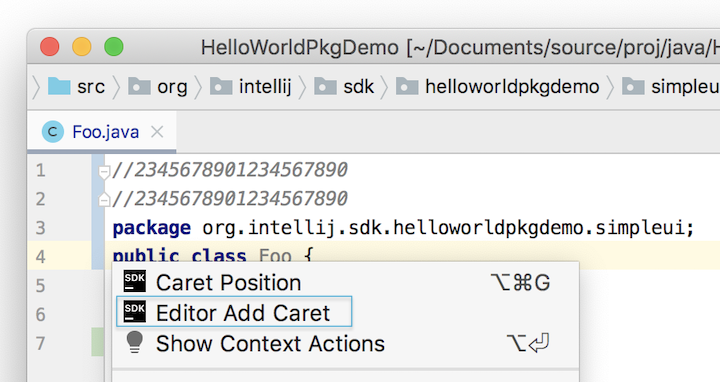 HelloWorldPkgDemo [~/Documents/source/proj/java/H
src org intellij sdk helloworldpkgdemo simpleui
C Foo.java
1 //2345678901234567890
2 //2345678901234567890
3 package org.intellij.sdk.helloworldpkgdemo.simpleui;
4 public class Foo {
5 SDK Caret Position ⌥⌘G
6 SDK Editor Add Caret
7 Show Context Actions ⌥⏎